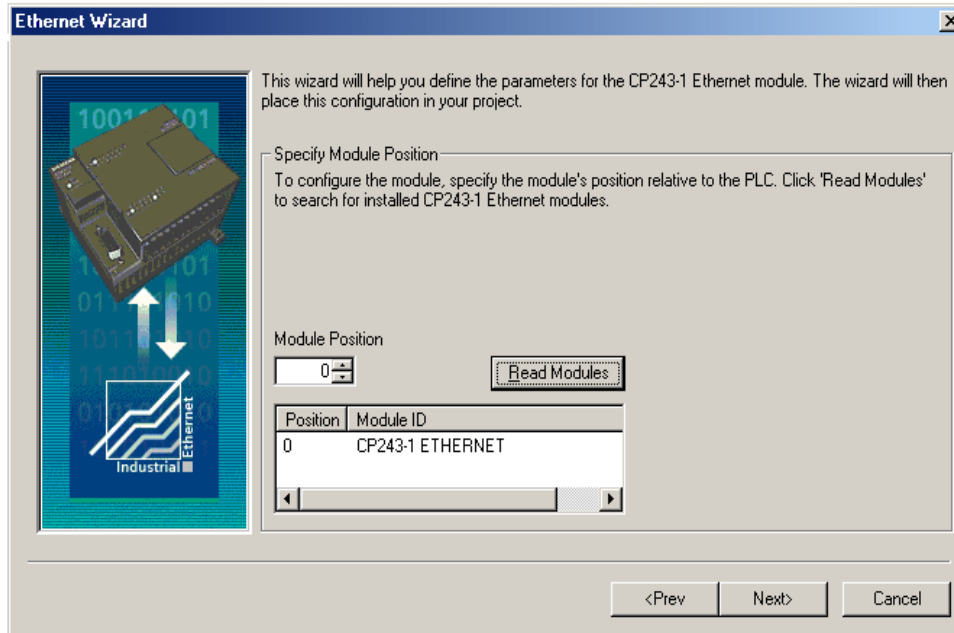 Ethernet Wizard
This wizard will help you define the parameters for the CP243-1 Ethernet module. The wizard will then
place this configuration in your project.
Specify Module Position
To configure the module, specify the module's position relative to the PLC. Click 'Read Modules'
to search for installed CP243-1 Ethernet modules.
Module Position
0
Read Modules
Position Module ID
0 CP243-1 ETHERNET
Industrial
Ethernet
<Prev
Next>
Cancel